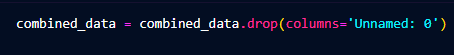 combined_data = combined_data.drop(columns='Unnamed: 0')